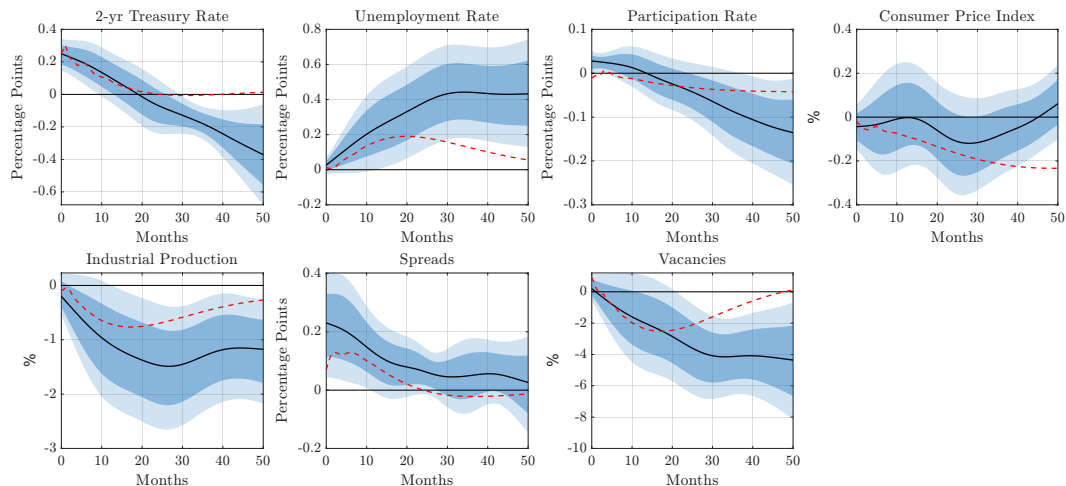 2-yr Treasury Rate
Percentage Points
0.4
0.2
0
-0.2
-0.4
-0.6
0 10 20 30 40 50
Months
Unemployment Rate
Percentage Points
0.8
0.6
0.4
0.2
0
-0.2
0 10 20 30 40 50
Months
Participation Rate
Percentage Points
0.1
0
-0.1
-0.2
-0.3
0 10 20 30 40 50
Months
Consumer Price Index
%
0.4
0.2
0
-0.2
-0.4
0 10 20 30 40 50
Months
Industrial Production
%
0
-1
-2
-3
0 10 20 30 40 50
Months
Spreads
Percentage Points
0.4
0.2
0
-0.2
0 10 20 30 40 50
Months
Vacancies
%
0
-2
-4
-6
-8
-10
0 10 20 30 40 50
Months